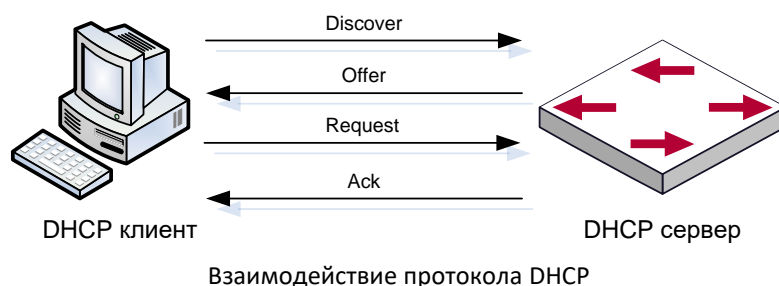 Discover
Offer
Request
Ack
DHCP клиент
DHCP сервер
Взаимодействие протокола DHCP